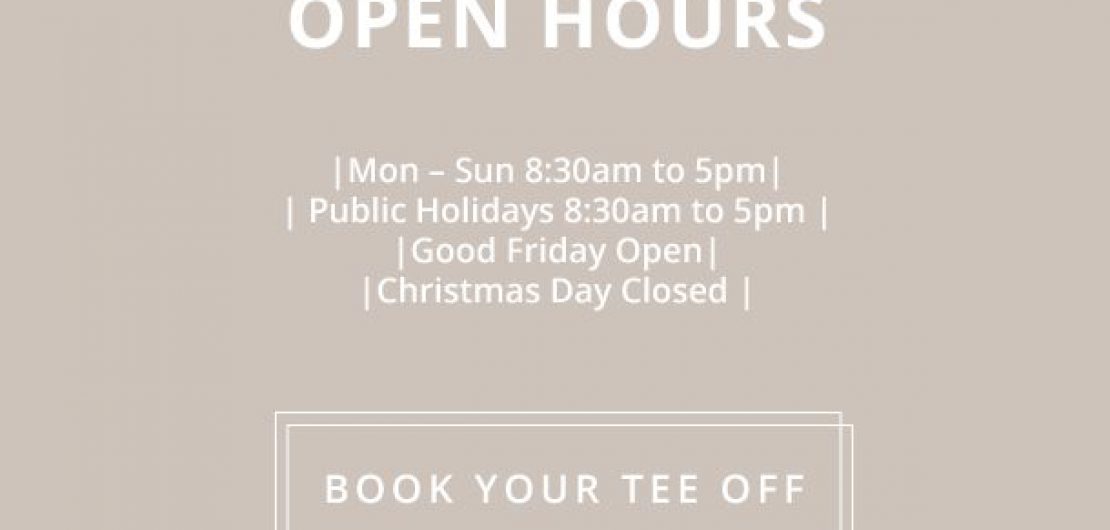 OPEN HOURS
|Mon – Sun 8:30am to 5pm|
| Public Holidays 8:30am to 5pm |
|Good Friday Open|
|Christmas Day Closed |
BOOK YOUR TEE OFF